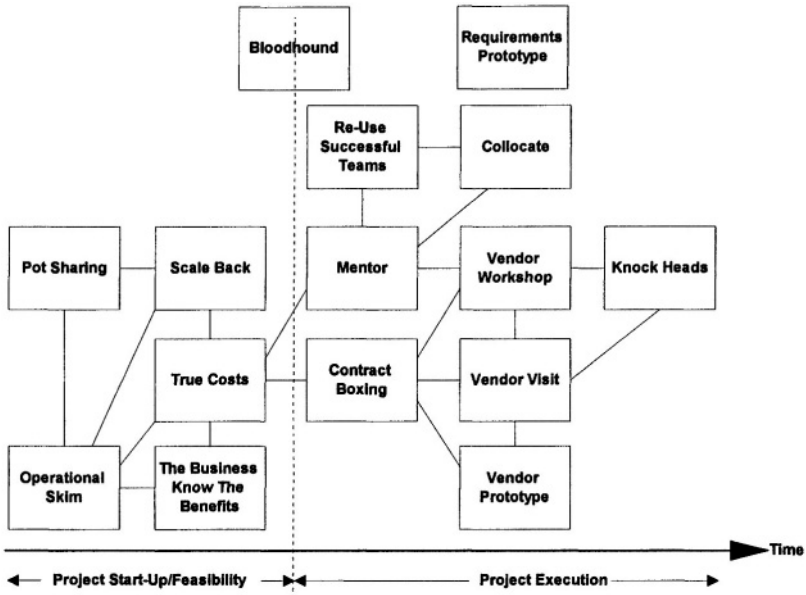 Bloodhound
Requirements
Prototype
Re-Use
Successful
Teams
Collocate
Pot Sharing
Scale Back
Mentor
Vendor
Workshop
Knock Heads
True Costs
Contract
Boxing
Vendor Visit
Operational
Skim
The Business
Know The
Benefits
Vendor
Prototype
Time
Project Start-Up/Feasibility
Project Execution